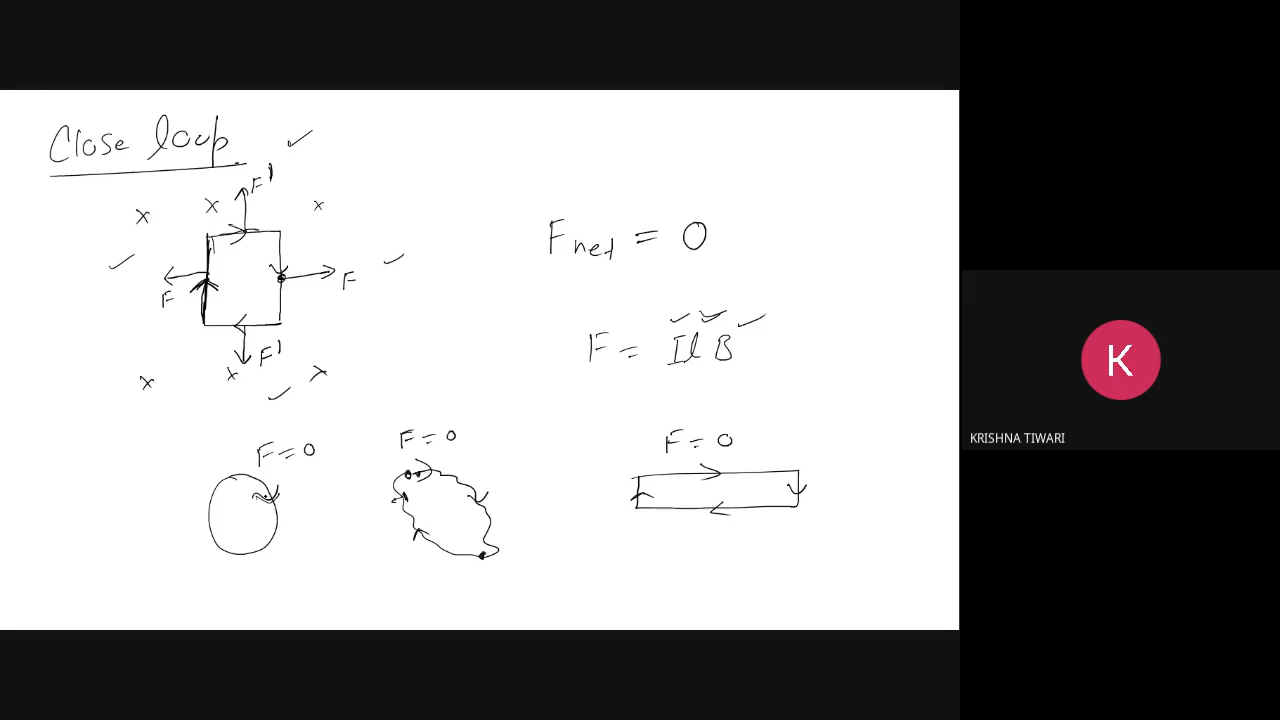 Close loop
F'
x x x
F F
F'
x x x
Fnet = 0
F = IlB
F = 0
F = 0
F = 0
K
KRISHNA TIWARI